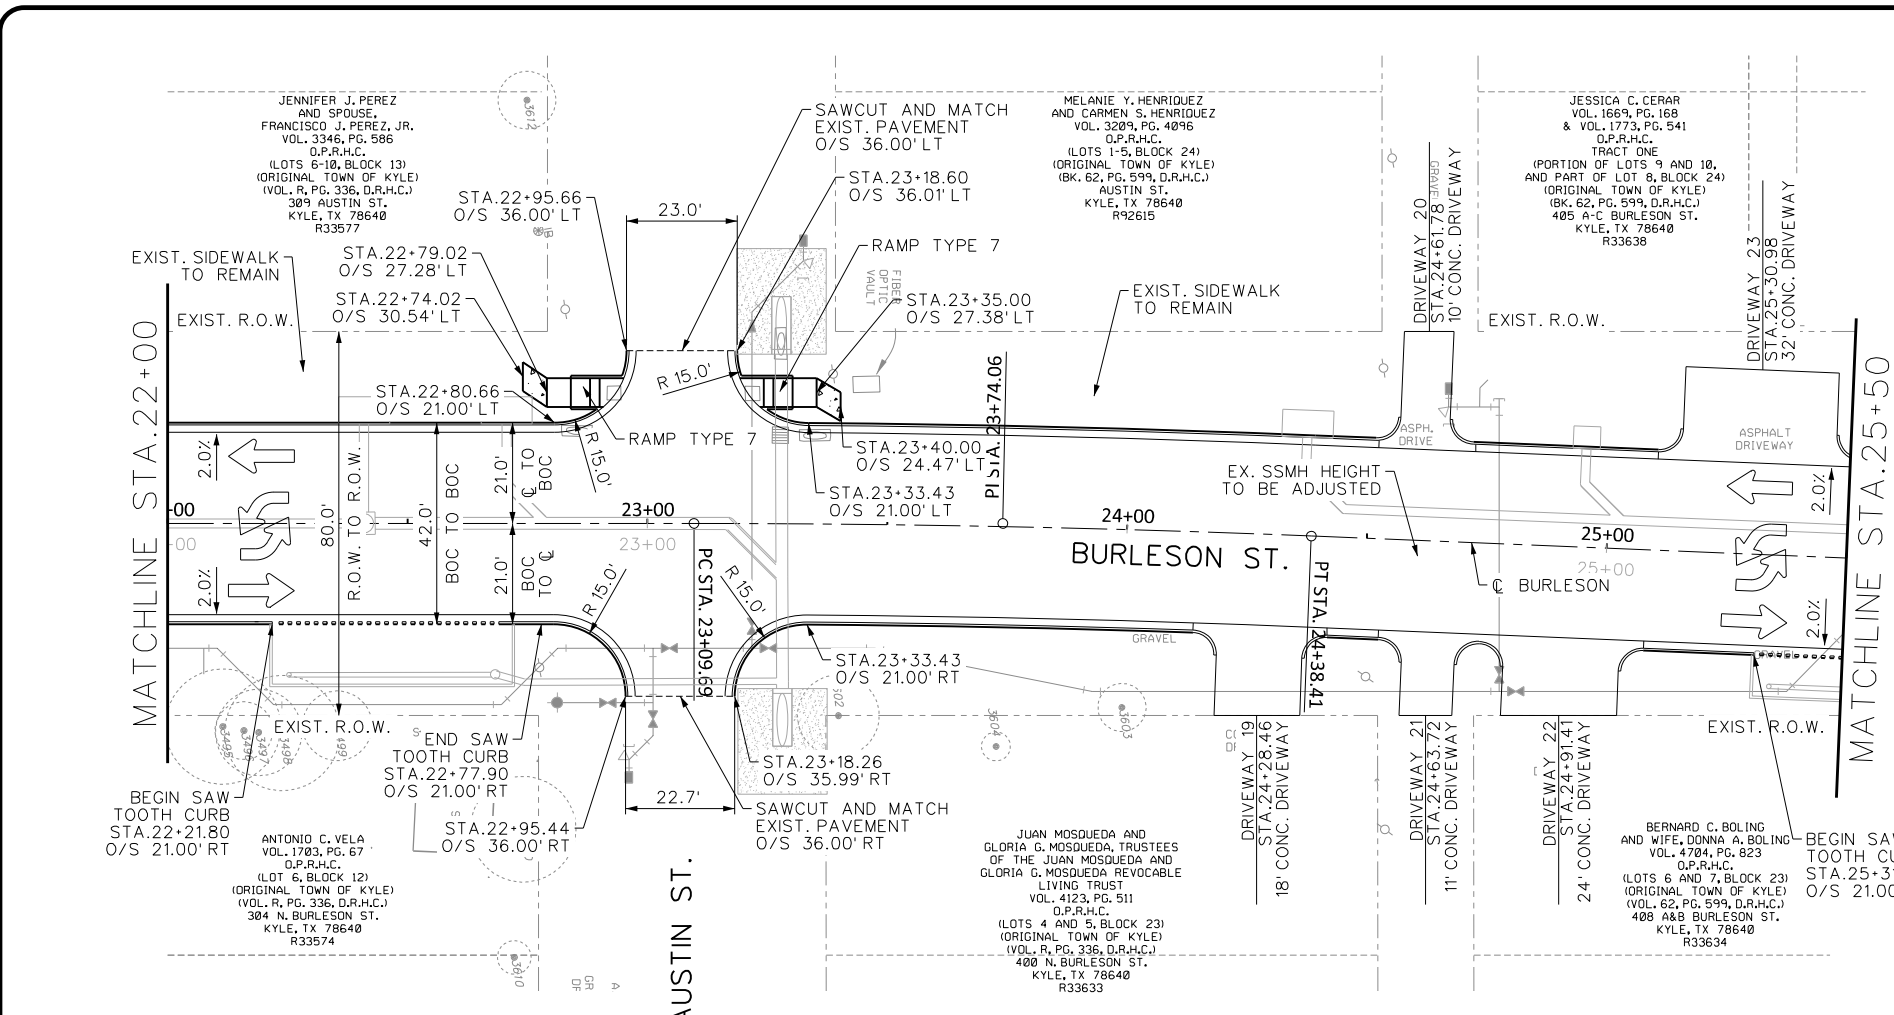 JENNIFER J. PEREZ
AND SPOUSE,
FRANCISCO J. PEREZ, JR.
VOL. 3346, PG. 586
O.P.R.H.C.
(LOTS 6-10, BLOCK 13)
(ORIGINAL TOWN OF KYLE)
(VOL. R, PG. 336, D.R.H.C.)
309 AUSTIN ST.
KYLE, TX 78640
R33577
3612
SAWCUT AND MATCH
EXIST. PAVEMENT
O/S 36.00' LT
STA.23+18.60
O/S 36.01' LT
STA.22+95.66
O/S 36.00' LT
23.0'
MELANIE Y. HENRIQUEZ
AND CARMEN S. HENRIQUEZ
VOL. 3209, PG. 4096
O.P.R.H.C.
(LOTS 1-5, BLOCK 24)
(ORIGINAL TOWN OF KYLE)
(BK. 62, PG. 599, D.R.H.C.)
AUSTIN ST.
KYLE, TX 78640
R92615
JESSICA C. CERAR
VOL. 1669, PG. 168
& VOL. 1773, PG. 541
O.P.R.H.C.
TRACT ONE
(PORTION OF LOTS 9 AND 10,
AND PART OF LOT 8, BLOCK 24)
(ORIGINAL TOWN OF KYLE)
(BK. 62, PG. 599, D.R.H.C.)
405 A-C BURLESON ST.
KYLE, TX 78640
R33638
DRIVEWAY 20
STA.24+61.78
10' CONC. DRIVEWAY
DRIVEWAY 23
STA.25+30.98
32' CONC. DRIVEWAY
EXIST. SIDEWALK
TO REMAIN
STA.22+79.02
O/S 27.28' LT
STA.22+74.02
O/S 30.54' LT
EXIST. R.O.W.
RAMP TYPE 7
FIBER
OPTIC
VAULT
STA.23+35.00
O/S 27.38' LT
EXIST. SIDEWALK
TO REMAIN
EXIST. R.O.W.
MATCHLINE STA.22+00
STA.22+80.66
O/S 21.00' LT
R 15.0'
R 15.0'
RAMP TYPE 7
STA.23+40.00
O/S 24.47' LT
STA.23+33.43
O/S 21.00' LT
PI STA. 23+74.06
ASPH.
DRIVE
ASPHALT
DRIVEWAY
EX. SSMH HEIGHT
TO BE ADJUSTED
MATCHLINE STA.25+50
2.0%
2.0%
80.0'
R.O.W. TO R.O.W.
42.0'
BOC TO BOC
21.0'
℄ TO
BOC
21.0'
BOC
TO ℄
+00
+00
23+00
23+00
24+00
25+00
25+00
2.0%
2.0%
BURLESON ST.
℄ BURLESON
PC STA. 23+09.69
PT STA. 24+38.41
R 15.0'
R 15.0'
GRAVEL
STA.23+33.43
O/S 21.00' RT
EXIST. R.O.W.
3495
3498
3602
3604
3603
EXIST. R.O.W.
END SAW
TOOTH CURB
STA.22+77.90
O/S 21.00' RT
STA.23+18.26
O/S 35.99' RT
BEGIN SAW
TOOTH CURB
STA.22+21.80
O/S 21.00' RT
STA.22+95.44
O/S 36.00' RT
22.7'
SAWCUT AND MATCH
EXIST. PAVEMENT
O/S 36.00' RT
DRIVEWAY 19
STA.24+28.46
18' CONC. DRIVEWAY
DRIVEWAY 21
STA.24+63.72
11' CONC. DRIVEWAY
DRIVEWAY 22
STA.24+91.41
24' CONC. DRIVEWAY
ANTONIO C. VELA
VOL. 1703, PG. 67
O.P.R.H.C.
(LOT 6, BLOCK 12)
(ORIGINAL TOWN OF KYLE)
(VOL. R, PG. 336, D.R.H.C.)
304 N. BURLESON ST.
KYLE, TX 78640
R33574
3610
AUSTIN ST.
JUAN MOSQUEDA AND
GLORIA G. MOSQUEDA, TRUSTEES
OF THE JUAN MOSQUEDA AND
GLORIA G. MOSQUEDA REVOCABLE
LIVING TRUST
VOL. 4123, PG. 511
O.P.R.H.C.
(LOTS 4 AND 5, BLOCK 23)
(ORIGINAL TOWN OF KYLE)
(VOL. R, PG. 336, D.R.H.C.)
400 N. BURLESON ST.
KYLE, TX 78640
R33633
BERNARD C. BOLING
AND WIFE, DONNA A. BOLING
VOL. 4704, PG. 823
O.P.R.H.C.
(LOTS 6 AND 7, BLOCK 23)
(ORIGINAL TOWN OF KYLE)
(VOL. 62, PG. 599, D.R.H.C.)
408 A&B BURLESON ST.
KYLE, TX 78640
R33634
BEGIN SAW
TOOTH CU
STA.25+3
O/S 21.00